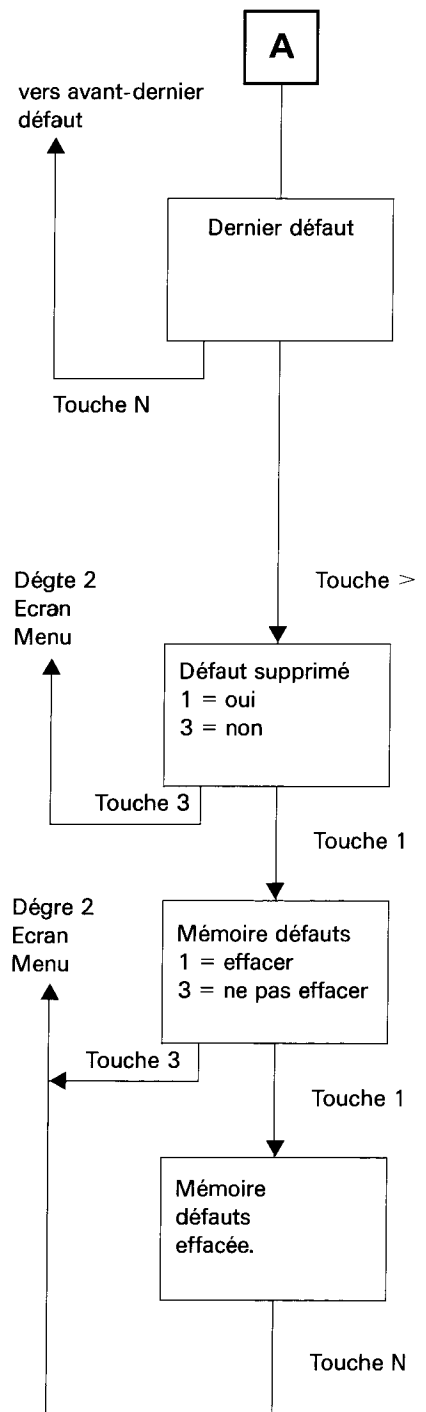 A
vers avant-dernier
défaut
Dernier défaut
Touche N
Touche >
Dégte 2
Ecran
Menu
Défaut supprimé
1 = oui
3 = non
Touche 3
Touche 1
Dégre 2
Ecran
Menu
Mémoire défauts
1 = effacer
3 = ne pas effacer
Touche 3
Touche 1
Mémoire
défauts
effacée.
Touche N